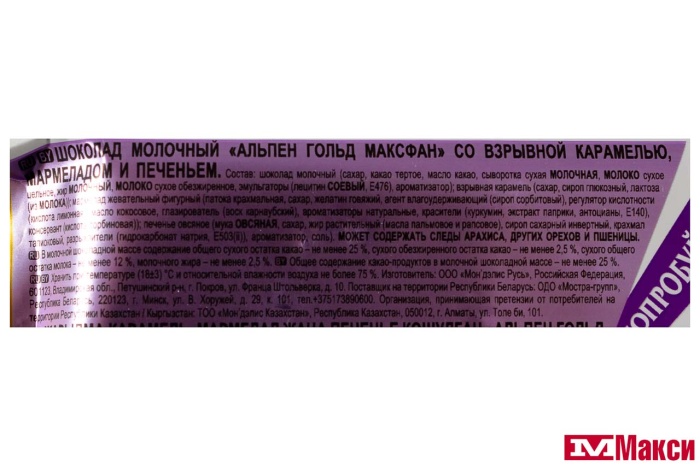 ШОКОЛАД МОЛОЧНЫЙ «АЛЬПЕН ГОЛЬД МАКСФАН» СО ВЗРЫВНОЙ КАРАМЕЛЬЮ,
МАРМЕЛАДОМ И ПЕЧЕНЬЕМ. Состав: шоколад молочный (сахар, какао тертое, масло какао, сыворотка сухая МОЛОЧНАЯ, МОЛОКО сухое
цельное, жир МОЛОЧНЫЙ, МОЛОКО сухое обезжиренное, эмульгаторы (лецитин СОЕВЫЙ, Е476), ароматизатор); взрывная карамель (сахар, сироп глюкозный, лактоза
(из МОЛОКА)); жевательный фигурный (патока крахмальная, сахар, желатин говяжий, агент влагоудерживающий (сироп сорбитовый), регулятор кислотности
(кислота лимонная), масло кокосовое, глазирователь (воск карнаубский), ароматизаторы натуральные, красители (куркумин, экстракт паприки, антоцианы, Е140),
консервант (кислота сорбиновая)); печенье овсяное (мука ОВСЯНАЯ, сахар, жир растительный (масла пальмовое и рапсовое), сироп сахарный инвертный, крахмал
разрыхлители (гидрокарбонат натрия, Е503(ii)), ароматизатор, соль). МОЖЕТ СОДЕРЖАТЬ СЛЕДЫ АРАХИСА, ДРУГИХ ОРЕХОВ И ПШЕНИЦЫ.
RU В молочной шоколадной массе содержание общего сухого остатка какао – не менее 25 %, сухого обезжиренного остатка какао – не менее 2,5 %, сухого обезжиренного
остатка молока – не менее 12 %, молочного жира – не менее 2,5 %. BY Общее содержание какао-продуктов в молочной шоколадной массе – не менее 25 %.
RU BY Хранить при температуре (18±3) °С и относительной влажности воздуха не более 75 %. Изготовитель: ООО «Мон'дэлис Русь», Российская Федерация,
601123, Владимирская обл., Петушинский р-н, г. Покров, ул. Франца Штольверка, д. 10. Поставщик на территории Республики Беларусь: ОДО «Мостра-групп»,
Республика Беларусь, 220123, г. Минск, ул. В. Хоружей, д. 29, к. 101, тел.+375173890600. Организация, принимающая претензии от потребителей на
территории Республики Казахстан / Кыргызстан: ТОО «Мон'дэлис Казахстан», Республика Казахстан, 050012, г. Алматы, ул. Толе би, 101.
ПОПРОБУЙ
Макси